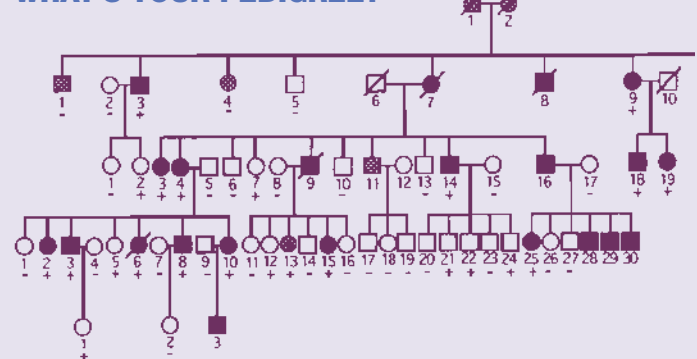 WHAT'S YOUR PEDIGREE?
1 2
1 2 3 4 5 6 7 8 9 10
- - + - - +
1 2 3 4 5 6 7 8 9 10 11 12 13 14 15 16 17 18 19
- + + + - - + - - - + - - + +
1 2 3 4 5 6 7 8 9 10 11 12 13 14 15 16 17 18 19 20 21 22 23 24 25 26 27 28 29 30
- + + - + + - + - + - + + - + - - - - - + + - + + - -
1 2 3
+ -